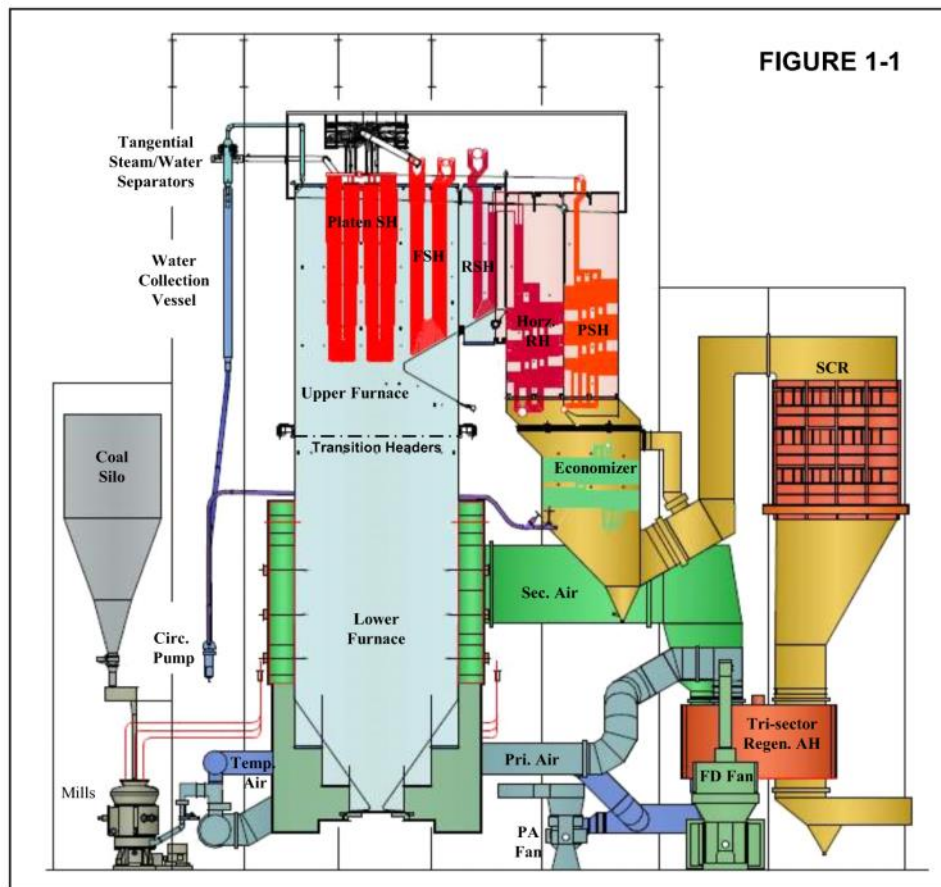 FIGURE 1-1
Tangential
Steam/Water
Separators
Platen SH
FSH
RSH
Water
Collection
Vessel
Horz.
RH
PSH
SCR
Upper Furnace
Transition Headers
Coal
Silo
Economizer
Sec. Air
Lower
Furnace
Circ.
Pump
Tri-sector
Regen. AH
Temp.
Air
Pri. Air
FD Fan
Mills
PA
Fan